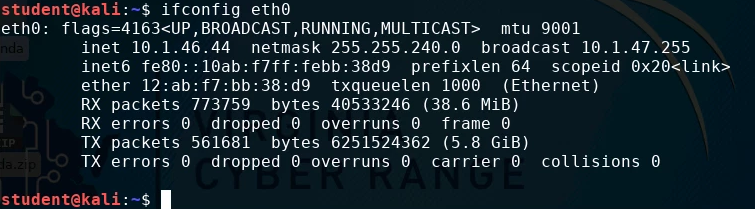 student@kali:~$ ifconfig eth0
eth0: flags=4163<UP,BROADCAST,RUNNING,MULTICAST>  mtu 9001
        inet 10.1.46.44  netmask 255.255.240.0  broadcast 10.1.47.255
        inet6 fe80::10ab:f7ff:febb:38d9  prefixlen 64  scopeid 0x20<link>
        ether 12:ab:f7:bb:38:d9  txqueuelen 1000  (Ethernet)
        RX packets 773759  bytes 40533246 (38.6 MiB)
        RX errors 0  dropped 0  overruns 0  frame 0
        TX packets 561681  bytes 6251524362 (5.8 GiB)
        TX errors 0  dropped 0 overruns 0  carrier 0  collisions 0
CYBER RANGE
student@kali:~$